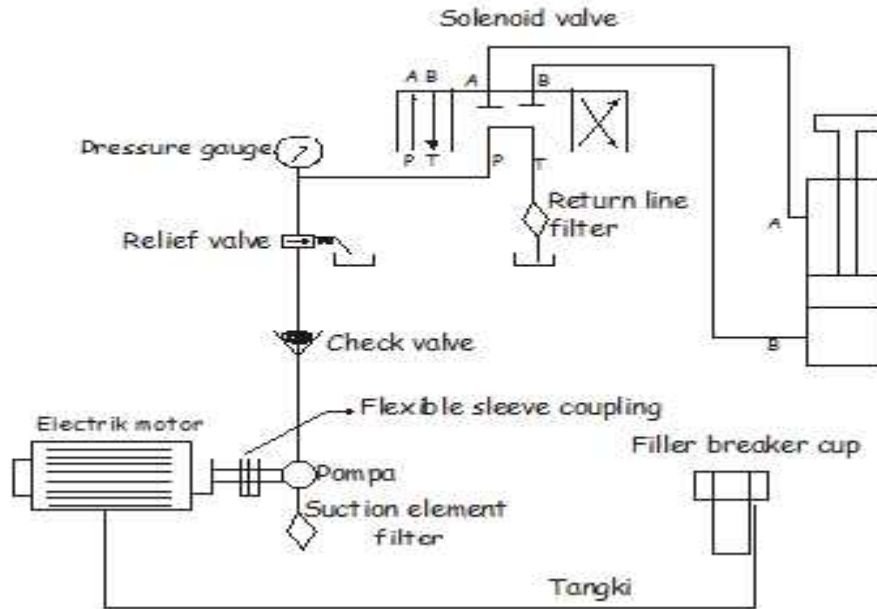 Solenoid valve
A B A B
P T P T
Pressure gauge
Return line
filter
Relief valve
A
Check valve
B
Flexible sleeve coupling
Electrik motor
Filler breaker cup
Pompa
Suction element
filter
Tangki